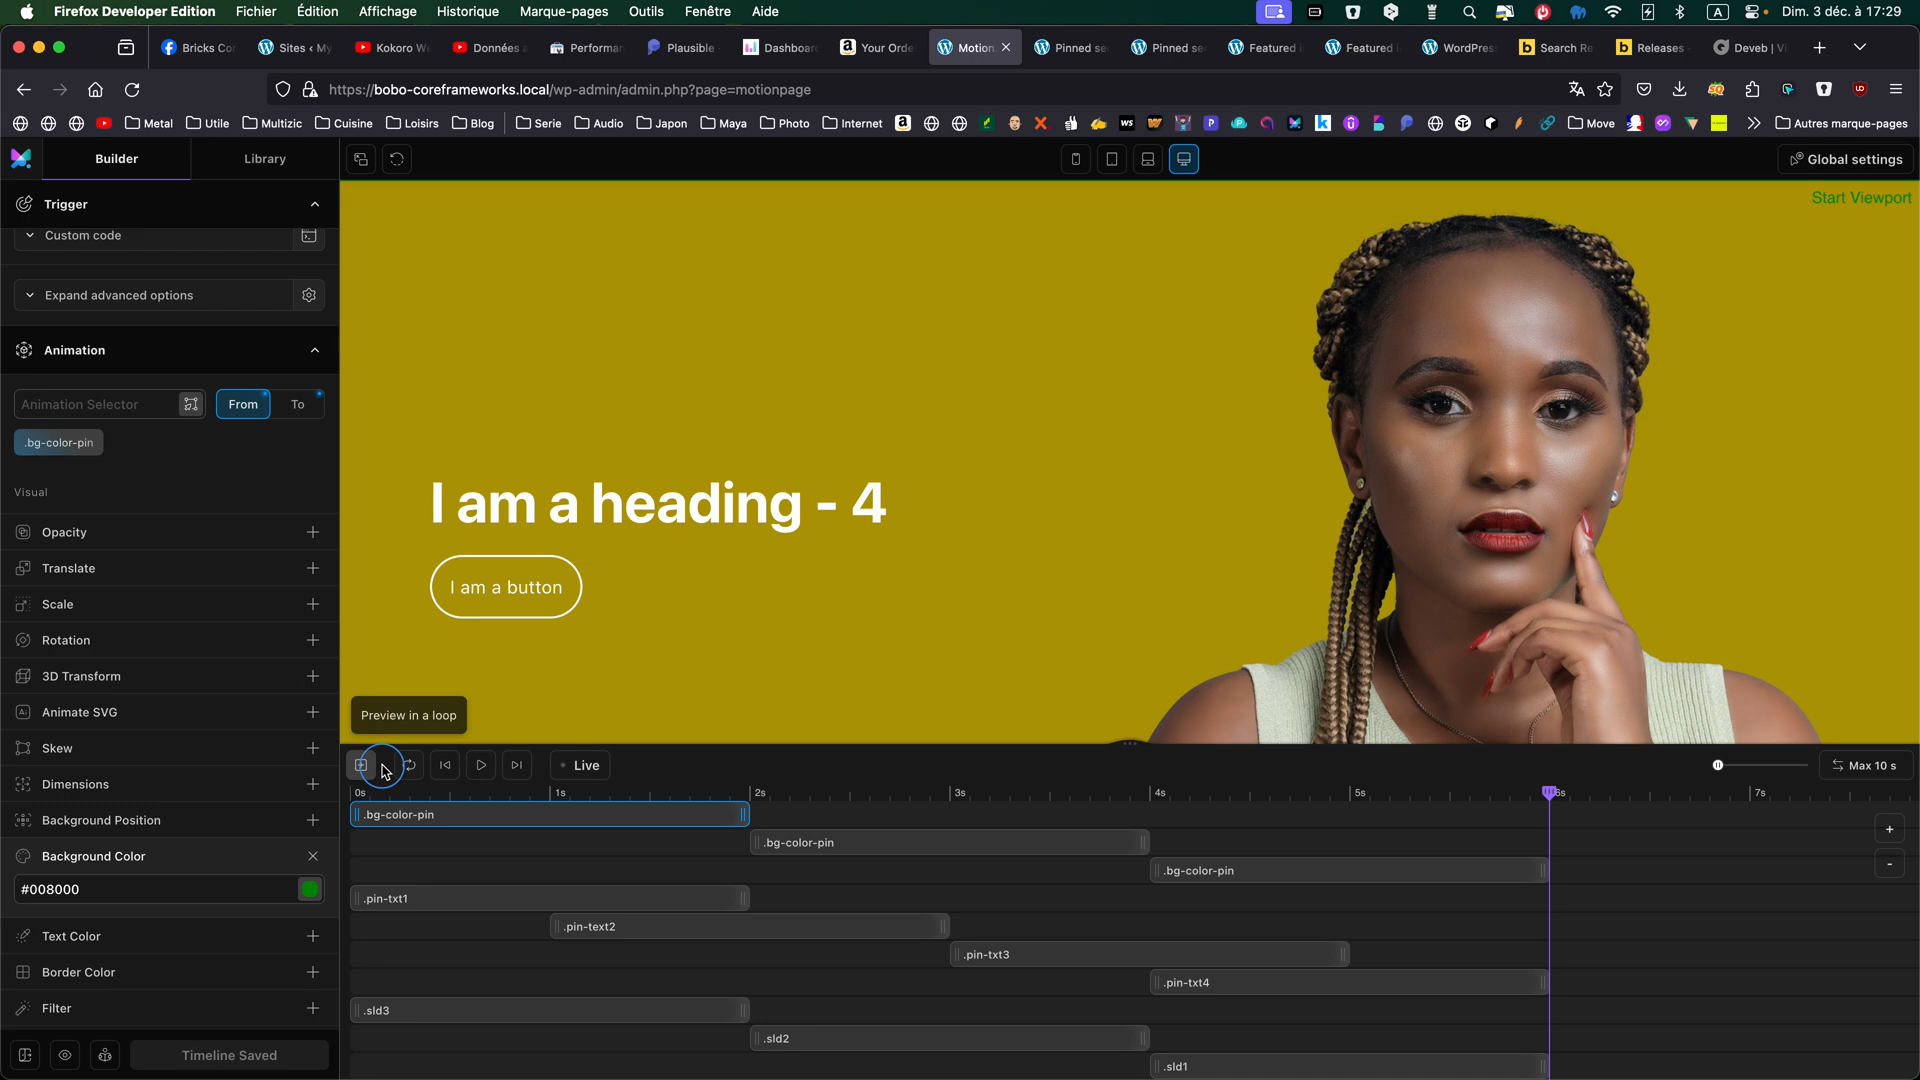 Firefox Developer Edition Fichier Édition Affichage Historique Marque-pages Outils Fenêtre Aide
A Dim. 3 déc. à 17:29
Bricks Co Sites ‹ My Kokoro We Données a Performan Plausible Dashboard Your Orde Motion. Pinned se Pinned se Featured i Featured i WordPress Search Re Releases Deveb | Vi
https://bobo-coreframeworks.local/wp-admin/admin.php?page=motionpage
Metal Utile Multizic Cuisine Loisirs Blog Serie Audio Japon Maya Photo Internet Move Autres marque-pages
Builder Library Global settings
Trigger
Start Viewport
Custom code
Expand advanced options
Animation
Animation Selector From To
.bg-color-pin
Visual
Opacity
Translate
Scale
Rotation
3D Transform
Animate SVG
Skew
Dimensions
Background Position
Background Color
#008000
Text Color
Border Color
Filter
Timeline Saved
I am a heading - 4
I am a button
Preview in a loop
Live Max 10 s
0s 1s 2s 3s 4s 5s 6s 7s
.bg-color-pin
.bg-color-pin
.bg-color-pin
.pin-txt1
.pin-text2
.pin-txt3
.pin-txt4
.sld3
.sld2
.sld1
+
-